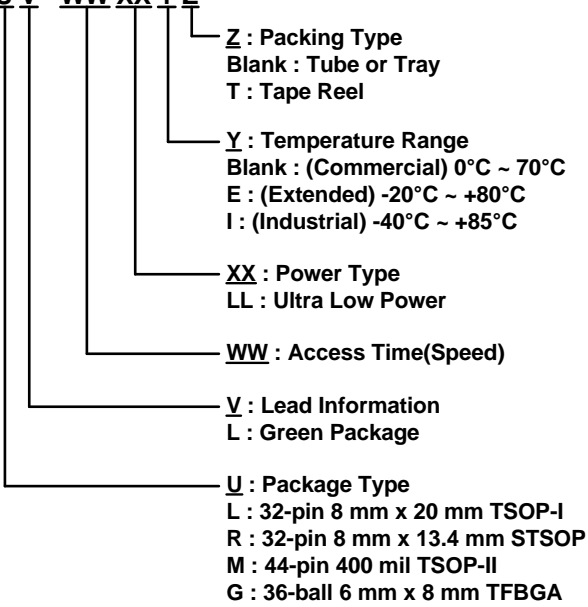 U V WW XX Y Z
Z : Packing Type
Blank : Tube or Tray
T : Tape Reel
Y : Temperature Range
Blank : (Commercial) 0°C ~ 70°C
E : (Extended) -20°C ~ +80°C
I : (Industrial) -40°C ~ +85°C
XX : Power Type
LL : Ultra Low Power
WW : Access Time(Speed)
V : Lead Information
L : Green Package
U : Package Type
L : 32-pin 8 mm x 20 mm TSOP-I
R : 32-pin 8 mm x 13.4 mm STSOP
M : 44-pin 400 mil TSOP-II
G : 36-ball 6 mm x 8 mm TFBGA